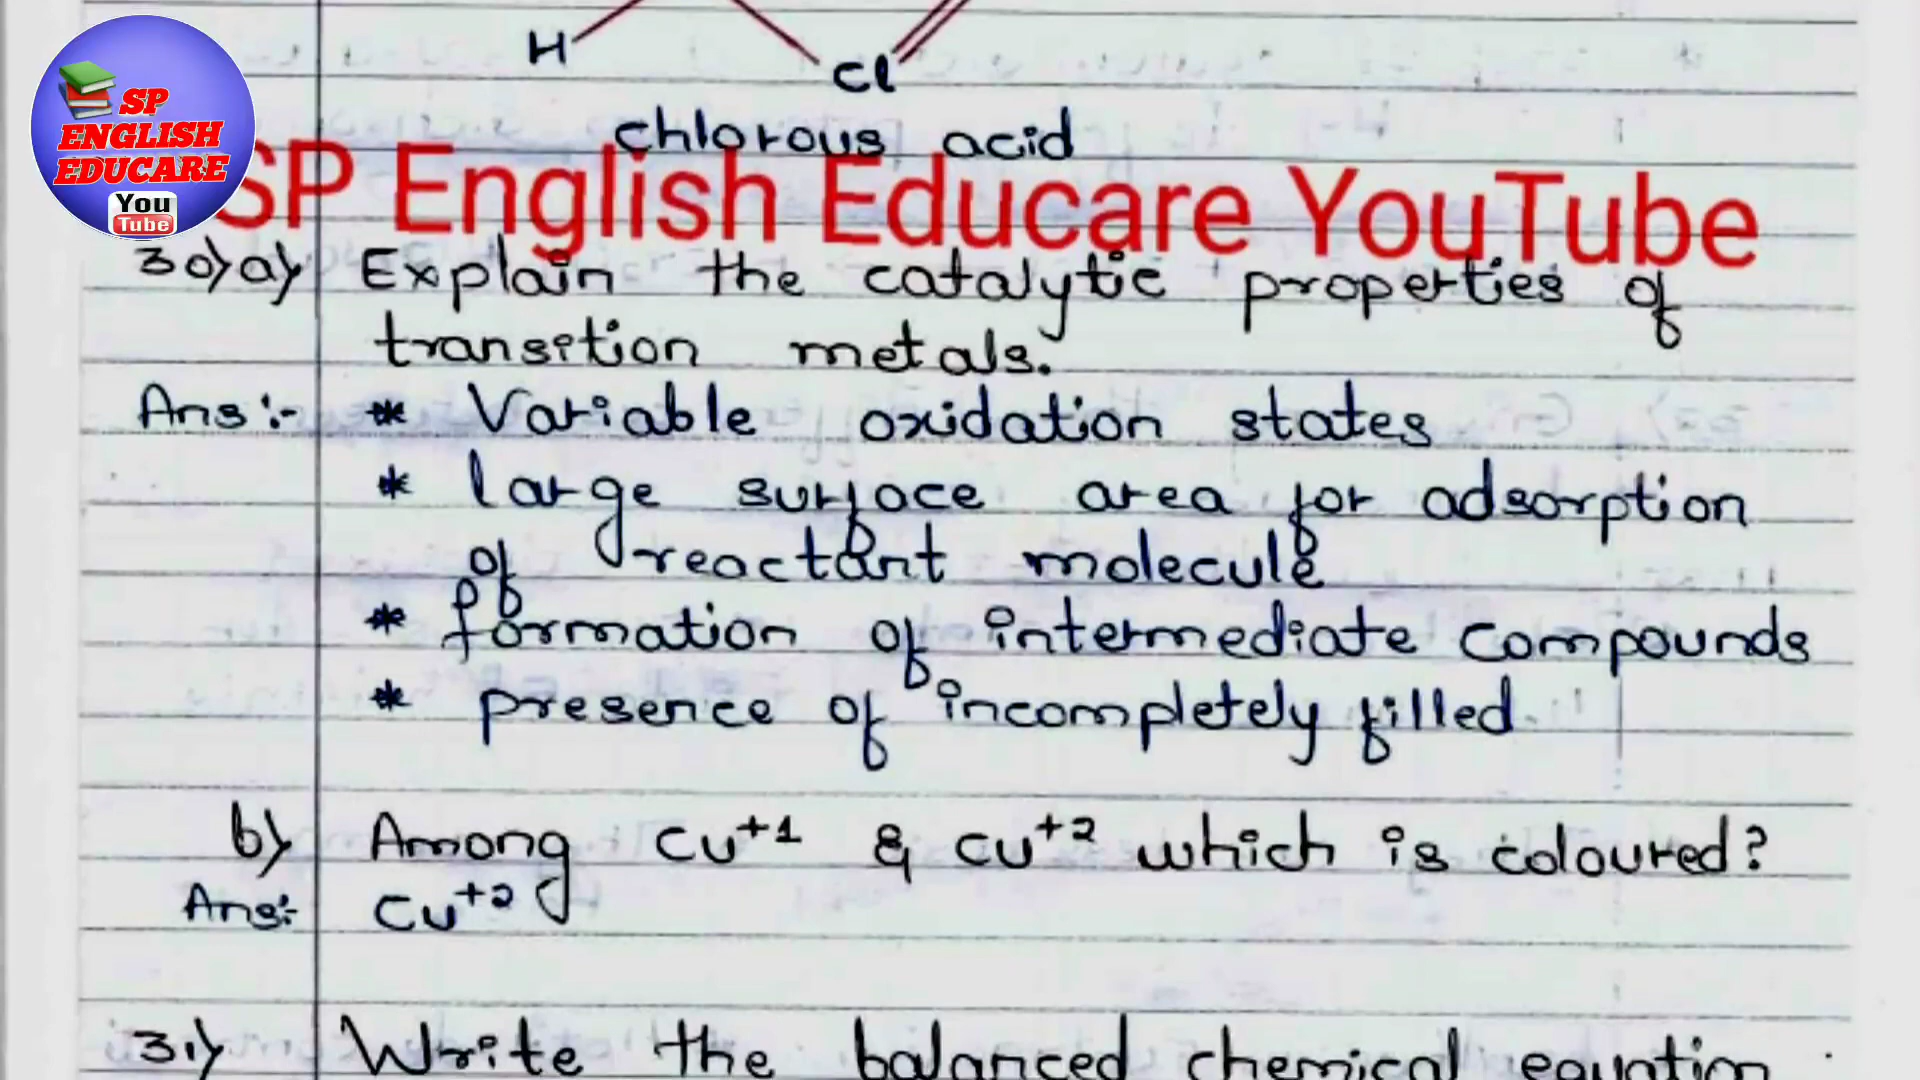 H
Cl
chlorous acid
SP
ENGLISH
EDUCARE
You
Tube
SP English Educare YouTube
30) a) Explain the catalytic properties of
transition metals.
Ans :- * Variable oxidation states
* large surface area for adsorption
of reactant molecule
* formation of intermediate compounds
* presence of incompletely filled
b) Among Cu+1 & Cu+2 which is coloured?
Ans:- Cu+2
31) Write the balanced chemical equation